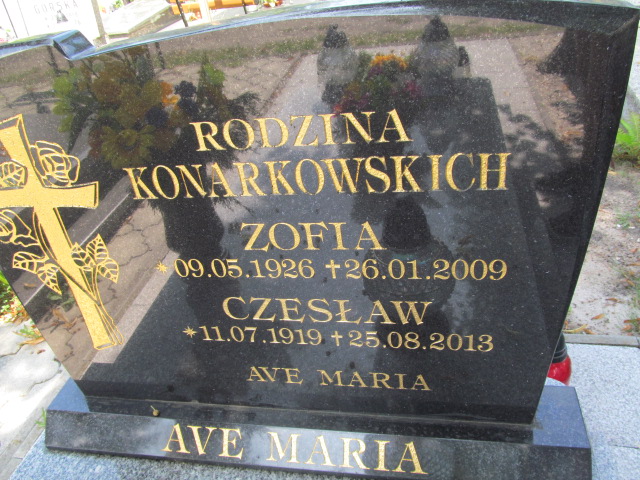 GÓRSKA
RODZINA
KONARKOWSKICH
ZOFIA
*09.05.1926 †26.01.2009
CZESŁAW
*11.07.1919 †25.08.2013
AVE MARIA
AVE MARIA